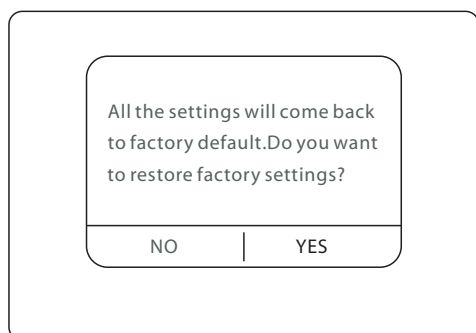 All the settings will come back
to factory default.Do you want
to restore factory settings?
NO YES